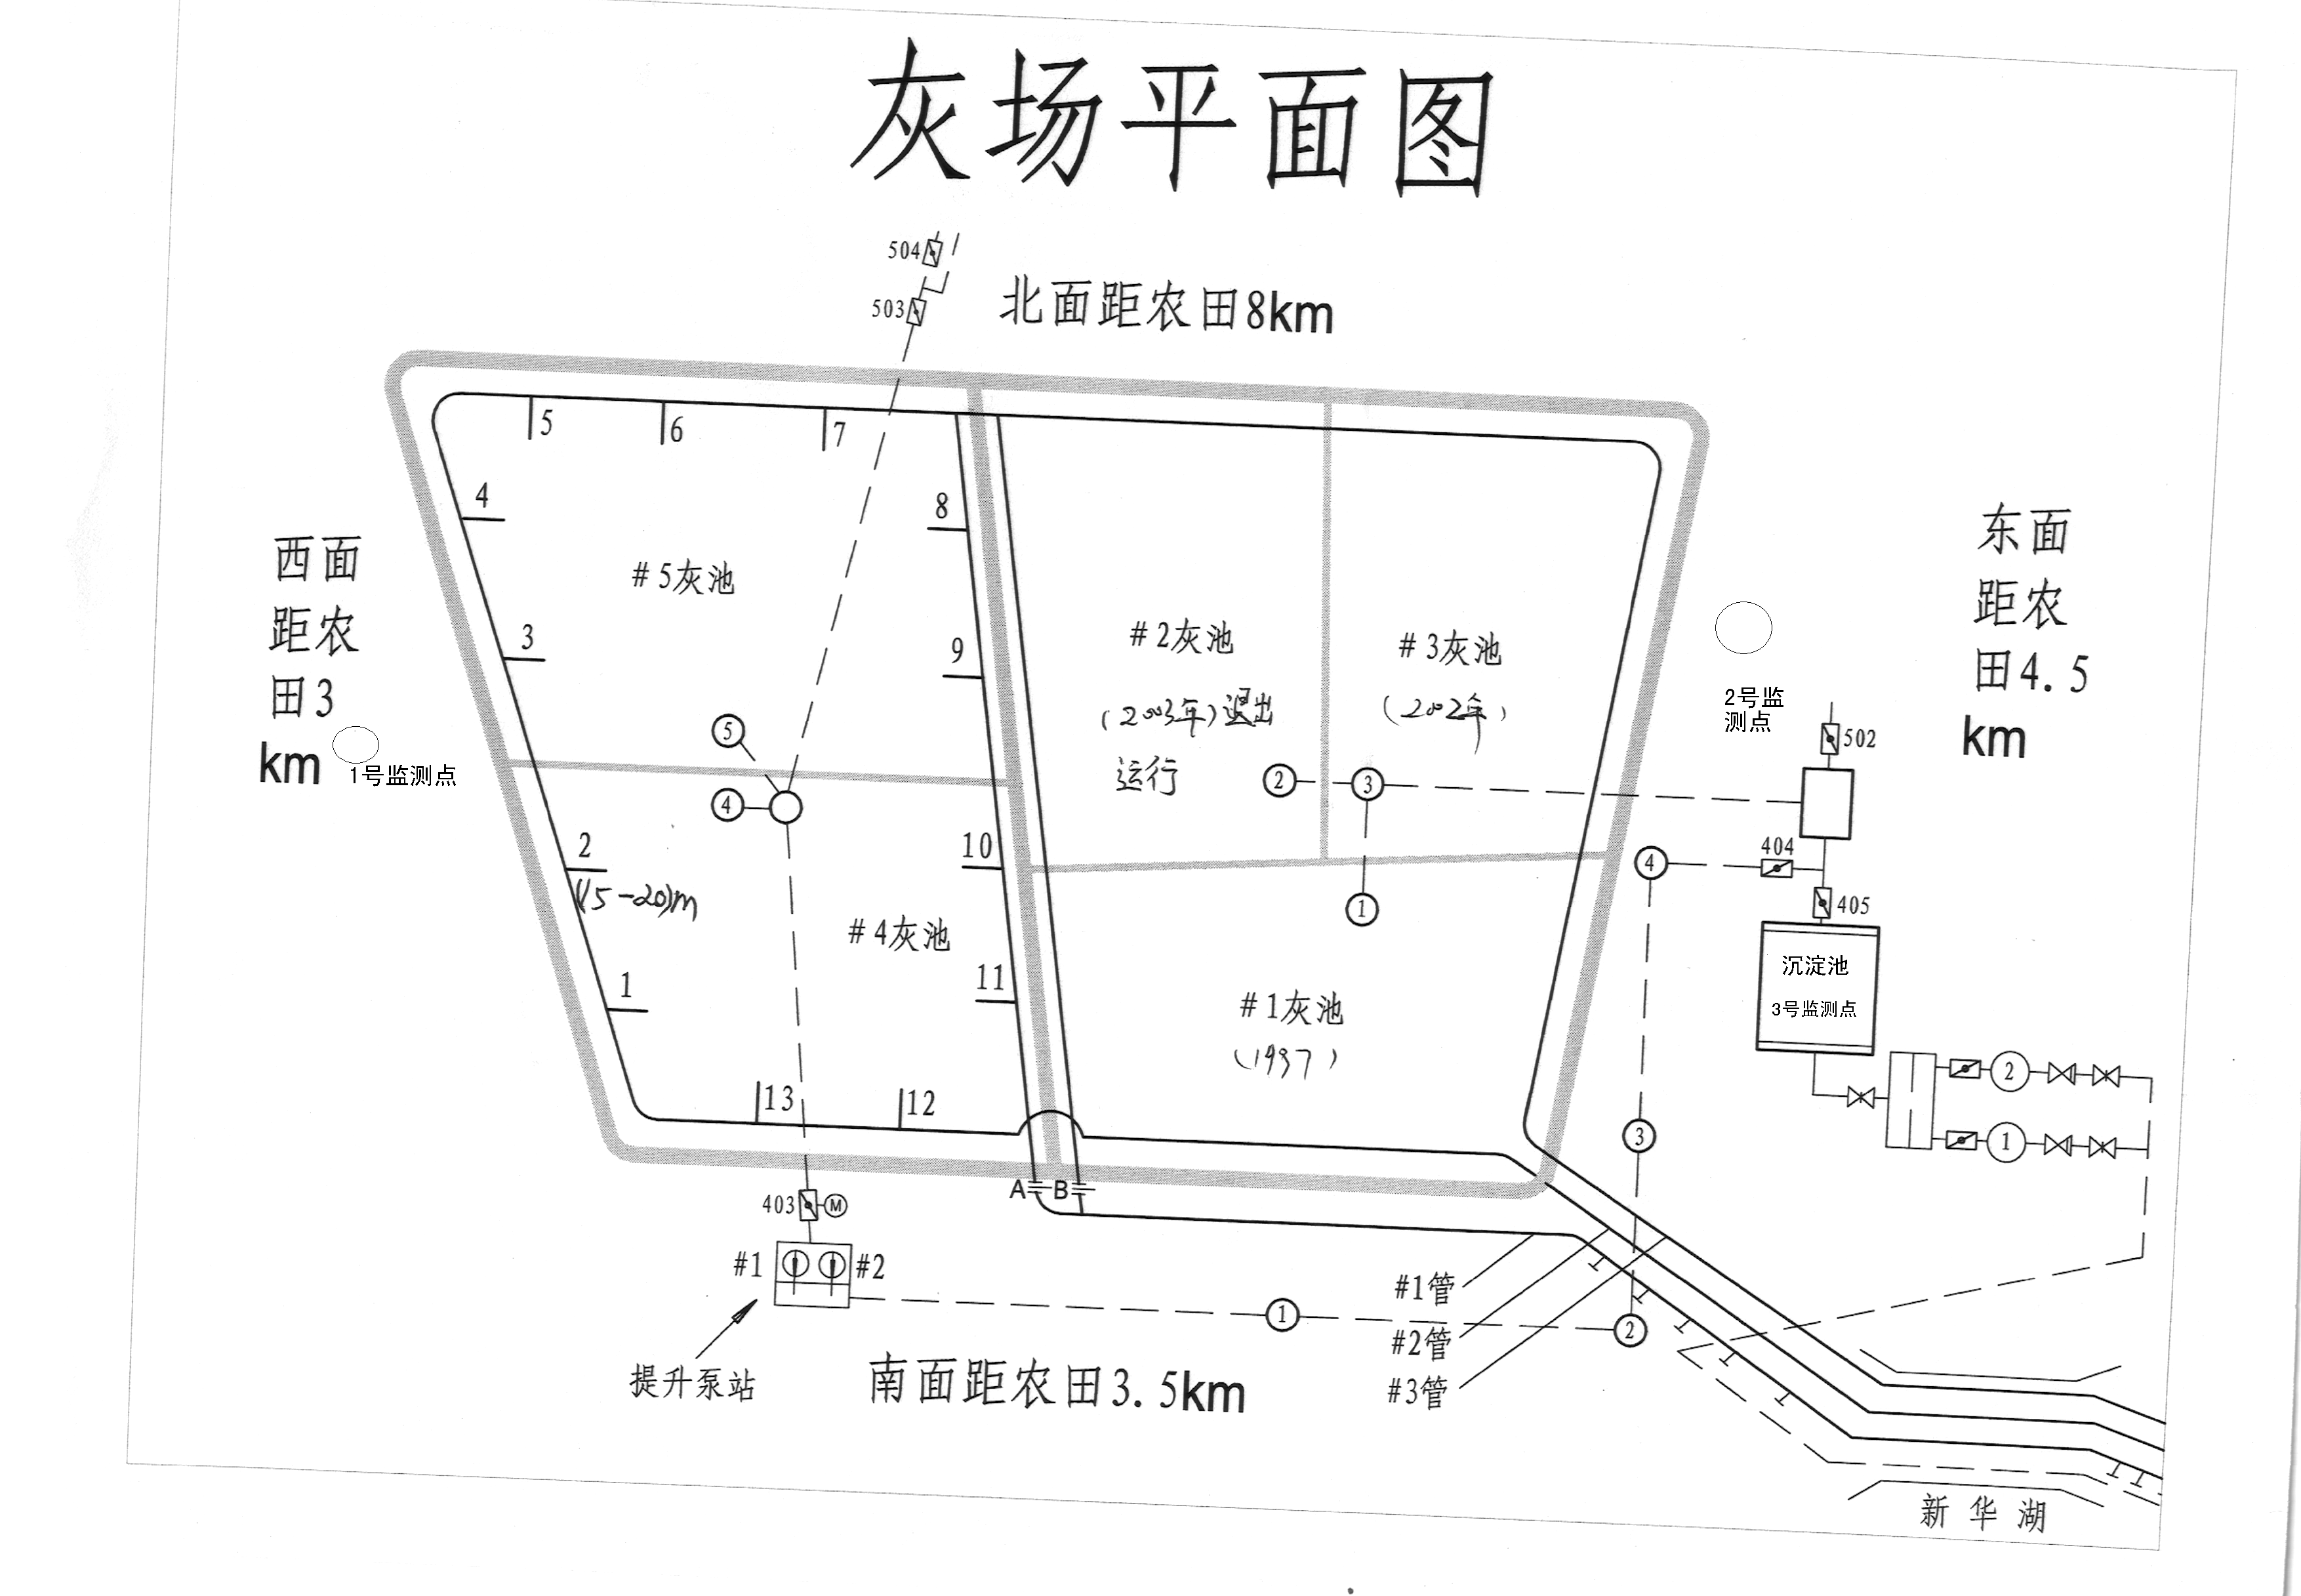 灰场平面图
504
503
北面距农田8km
5
6
7
4
8
西面
距农
田3
km
1号监测点
东面
距农
田4.5
km
#5灰池
3
9
#2灰池
(2003年)退出
运行
#3灰池
(2002年)
2号监
测点
502
⑤
④
②
③
①
2
(15-20)m
10
④
404
405
#4灰池
1
11
#1灰池
(1997)
沉淀池
3号监测点
②
①
13
12
③
A
B
403
M
#1
#2
①
②
#1管
#2管
#3管
提升泵站
南面距农田3.5km
新华湖